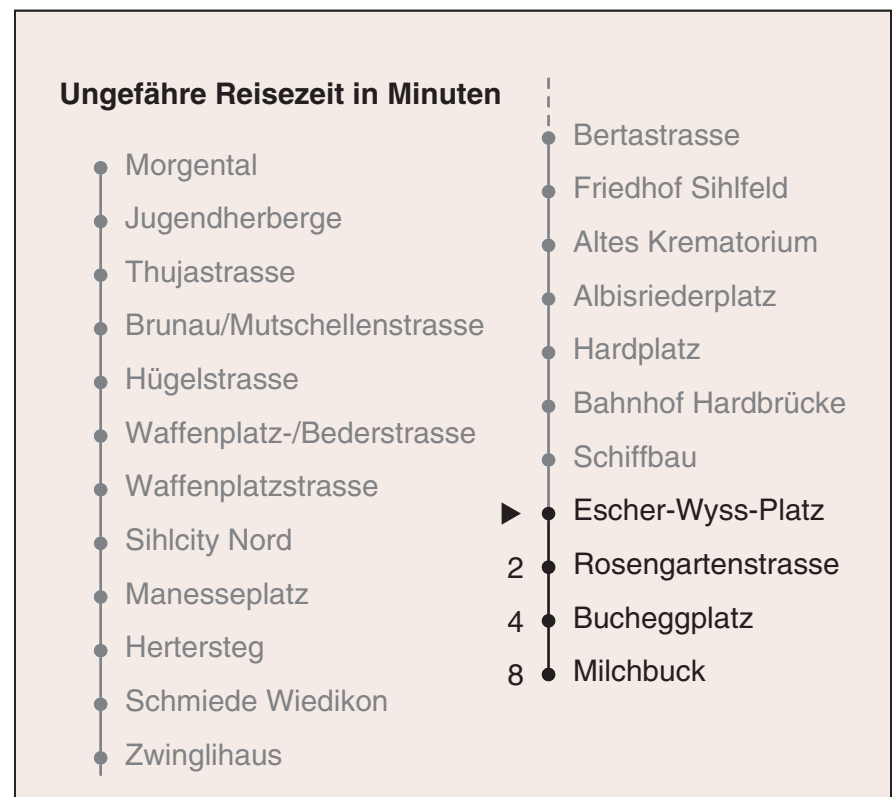 Ungefähre Reisezeit in Minuten
Morgental
Jugendherberge
Thujastrasse
Brunau/Mutschellenstrasse
Hügelstrasse
Waffenplatz-/Bederstrasse
Waffenplatzstrasse
Sihlcity Nord
Manesseplatz
Hertersteg
Schmiede Wiedikon
Zwinglihaus
Bertastrasse
Friedhof Sihlfeld
Altes Krematorium
Albisriederplatz
Hardplatz
Bahnhof Hardbrücke
Schiffbau
Escher-Wyss-Platz
2 Rosengartenstrasse
4 Bucheggplatz
8 Milchbuck